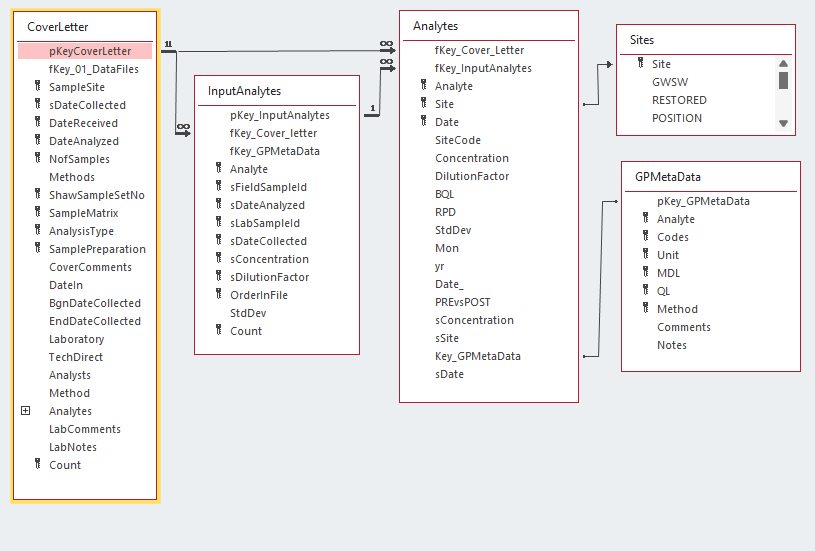 CoverLetter
pKeyCoverLetter
fKey_01_DataFiles
SampleSite
sDateCollected
DateReceived
DateAnalyzed
NofSamples
Methods
ShawSampleSetNo
SampleMatrix
AnalysisType
SamplePreparation
CoverComments
DateIn
BgnDateCollected
EndDateCollected
Laboratory
TechDirect
Analysts
Method
Analytes
LabComments
LabNotes
Count
11
∞
InputAnalytes
pKey_InputAnalytes
fKey_Cover_letter
fKey_GPMetaData
Analyte
sFieldSampleId
sDateAnalyzed
sLabSampleId
sDateCollected
sConcentration
sDilutionFactor
OrderInFile
StdDev
Count
1
∞
∞
Analytes
fKey_Cover_Letter
fKey_InputAnalytes
Analyte
Site
Date
SiteCode
Concentration
DilutionFactor
BQL
RPD
StdDev
Mon
yr
Date_
PREvsPOST
sConcentration
sSite
Key_GPMetaData
sDate
Sites
Site
GWSW
RESTORED
POSITION
GPMetaData
pKey_GPMetaData
Analyte
Codes
Unit
MDL
QL
Method
Comments
Notes